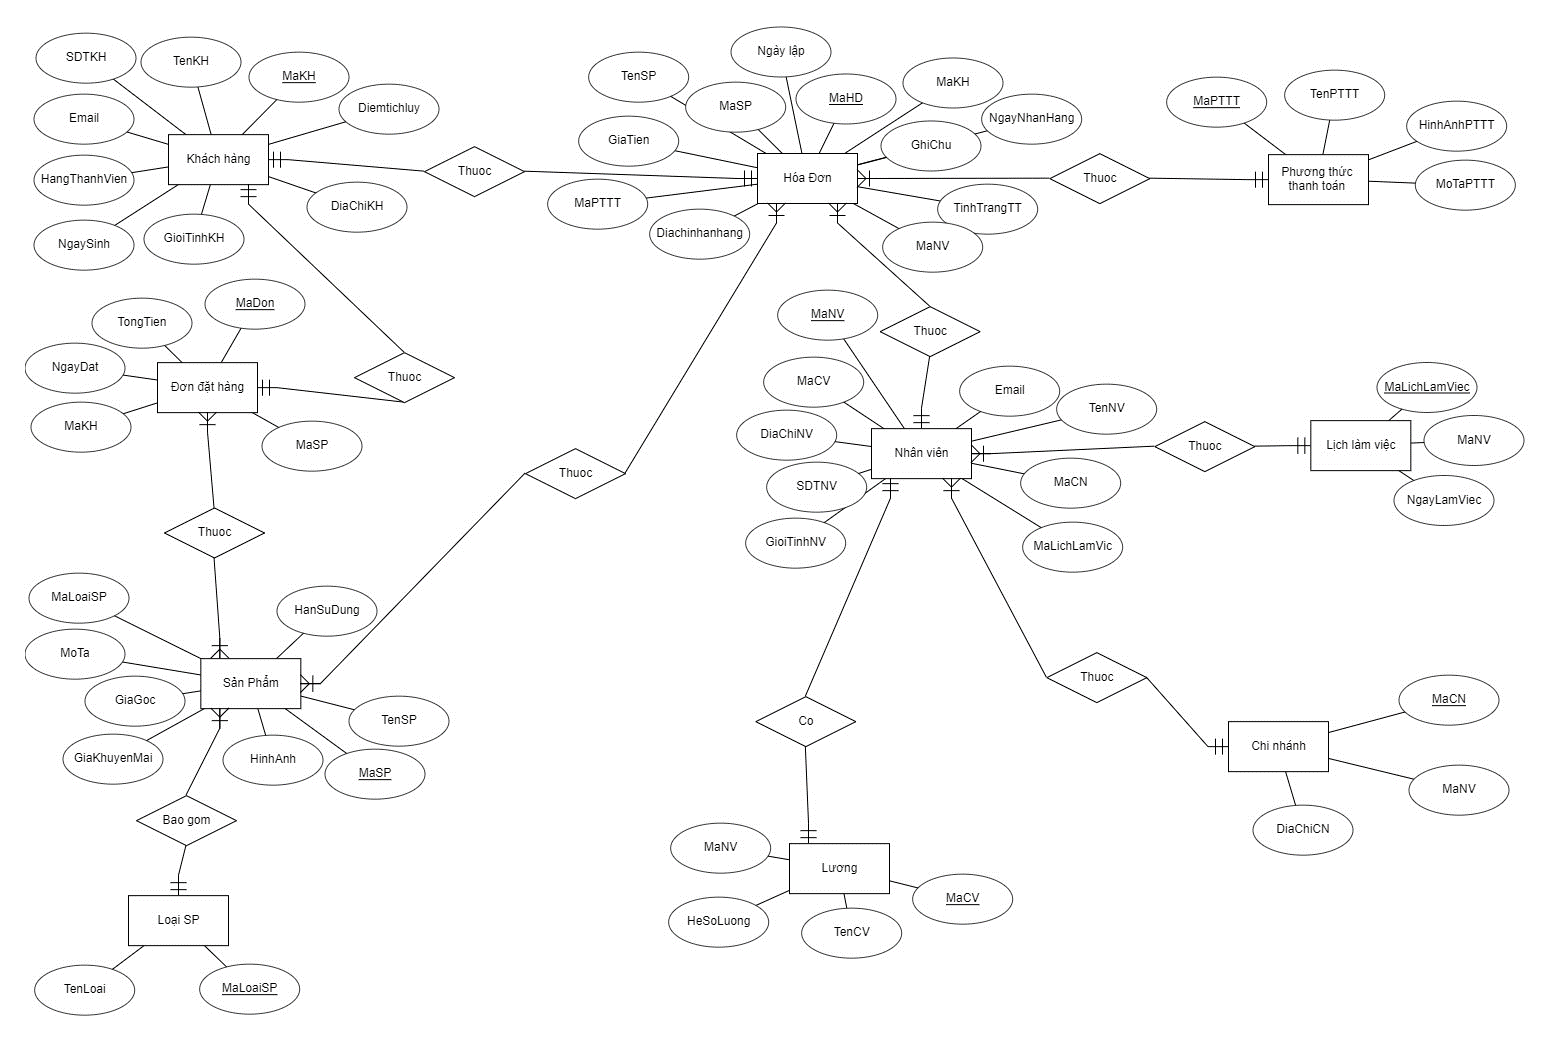 SDTKH
TenKH
MaKH
Diemtichluy
Email
Khách hàng
HangThanhVien
DiaChiKH
NgaySinh
GioiTinhKH
Thuoc
Ngày lập
TenSP
MaSP
MaHD
MaKH
NgayNhanHang
GiaTien
GhiChu
Hóa Đơn
MaPTTT
Diachinhanhang
TinhTrangTT
MaNV
Thuoc
MaPTTT
TenPTTT
HinhAnhPTTT
Phương thức
thanh toán
MoTaPTTT
MaDon
TongTien
NgayDat
Đơn đặt hàng
MaKH
MaSP
Thuoc
Thuoc
Thuoc
Thuoc
MaNV
MaCV
Email
TenNV
DiaChiNV
Nhân viên
SDTNV
MaCN
GioiTinhNV
MaLichLamVic
Thuoc
MaLichLamViec
Lịch làm việc
MaNV
NgayLamViec
MaLoaiSP
HanSuDung
MoTa
Sản Phẩm
GiaGoc
TenSP
GiaKhuyenMai
HinhAnh
MaSP
Thuoc
Co
MaCN
Chi nhánh
MaNV
DiaChiCN
Bao gom
MaNV
Lương
MaCV
HeSoLuong
TenCV
Loại SP
TenLoai
MaLoaiSP